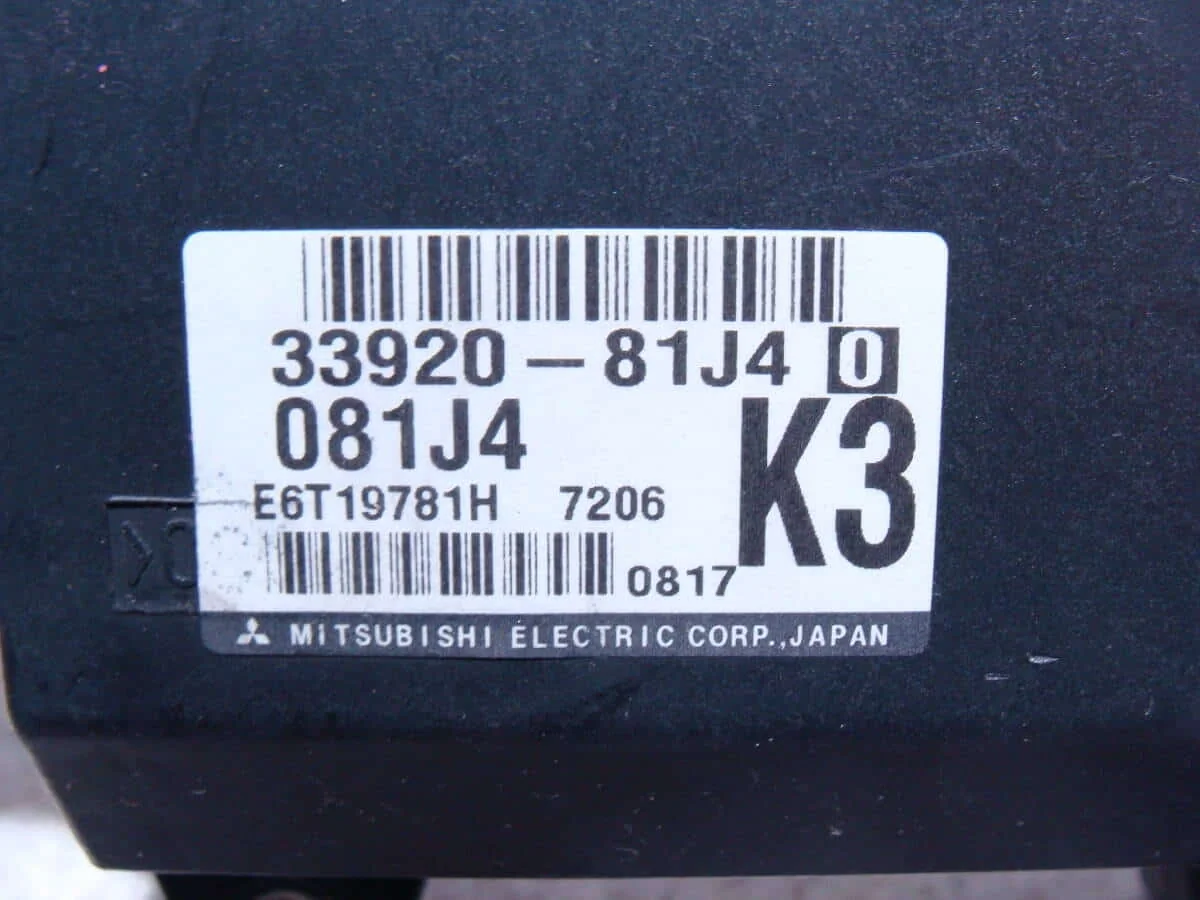 33920-81J4 0
081J4
K3
E6T19781H 7206
0817
MiTSUBISHI ELECTRIC CORP.,JAPAN